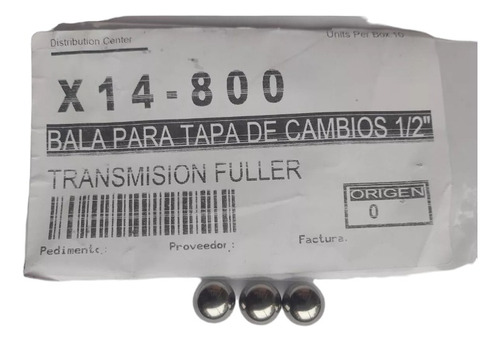 Distribution Center
Units Per Box 10
X14-800
BALA PARA TAPA DE CAMBIOS 1/2"
TRANSMISION FULLER
ORIGEN
0
Pedimento:
Proveedor:
Factura: